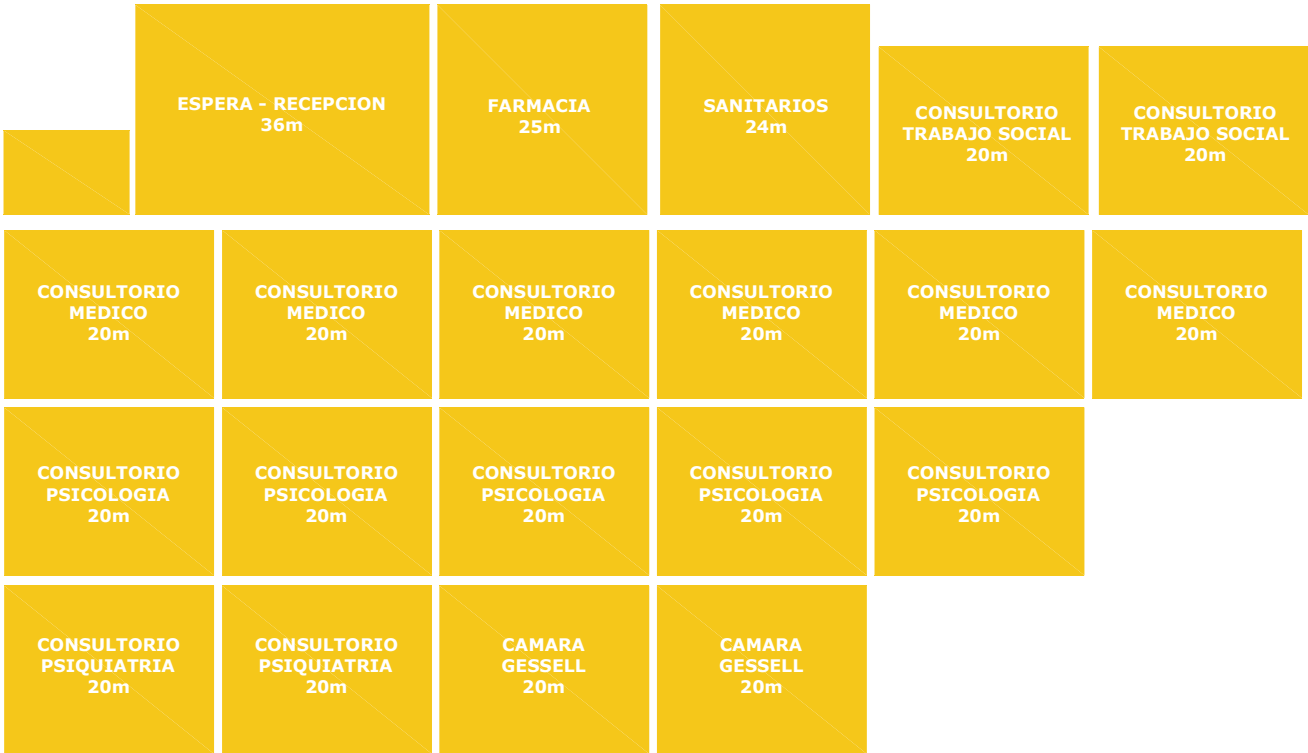 ESPERA - RECEPCION
36m
FARMACIA
25m
SANITARIOS
24m
CONSULTORIO
TRABAJO SOCIAL
20m
CONSULTORIO
TRABAJO SOCIAL
20m
CONSULTORIO
MEDICO
20m
CONSULTORIO
MEDICO
20m
CONSULTORIO
MEDICO
20m
CONSULTORIO
MEDICO
20m
CONSULTORIO
MEDICO
20m
CONSULTORIO
MEDICO
20m
CONSULTORIO
PSICOLOGIA
20m
CONSULTORIO
PSICOLOGIA
20m
CONSULTORIO
PSICOLOGIA
20m
CONSULTORIO
PSICOLOGIA
20m
CONSULTORIO
PSICOLOGIA
20m
CONSULTORIO
PSIQUIATRIA
20m
CONSULTORIO
PSIQUIATRIA
20m
CAMARA
GESSELL
20m
CAMARA
GESSELL
20m